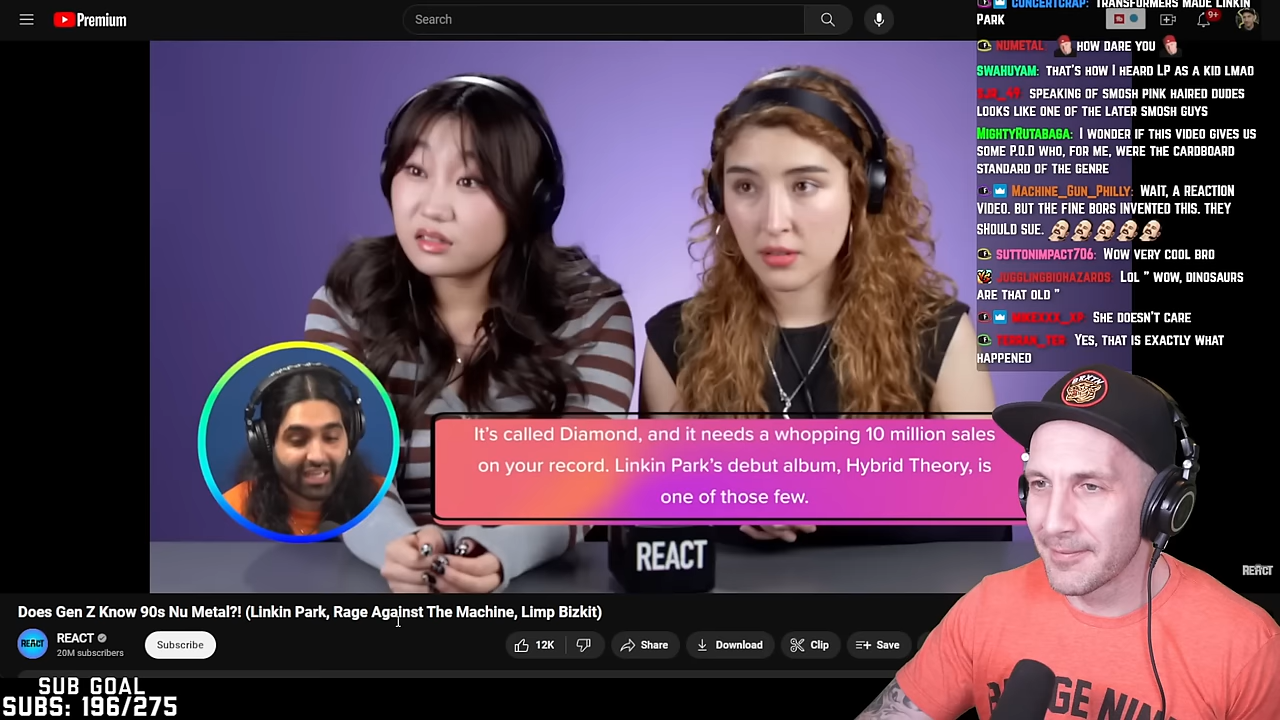 Premium
Search
9+
CONCERTCRAP: TRANSFORMERS MADE LINKIN
PARK
NUMETAL HOW DARE YOU
SWAHUYAM: THAT'S HOW I HEARD LP AS A KID LMAO
SPEAKING OF SMOSH PINK HAIRED DUDES
LOOKS LIKE ONE OF THE LATER SMOSH GUYS
MIGHTYRUTABAGA: I WONDER IF THIS VIDEO GIVES US
SOME P.O.D WHO, FOR ME, WERE THE CARDBOARD
STANDARD OF THE GENRE
MACHINE_GUN_PHILLY: WAIT, A REACTION
VIDEO. BUT THE FINE BORS INVENTED THIS. THEY
SHOULD SUE.
SUTTONIMPACT706: WOW VERY COOL BRO
JUGGLINGBIOHAZARDS: LOL " WOW, DINOSAURS
ARE THAT OLD "
SHE DOESN'T CARE
YES, THAT IS EXACTLY WHAT
HAPPENED
It's called Diamond, and it needs a whopping 10 million sales
on your record. Linkin Park's debut album, Hybrid Theory, is
one of those few.
REACT
REACT
Does Gen Z Know 90s Nu Metal?! (Linkin Park, Rage Against The Machine, Limp Bizkit)
REACT
REACT
20M subscribers
Subscribe
12K
Share
Download
Clip
Save
SUB GOAL
SUBS: 196/275